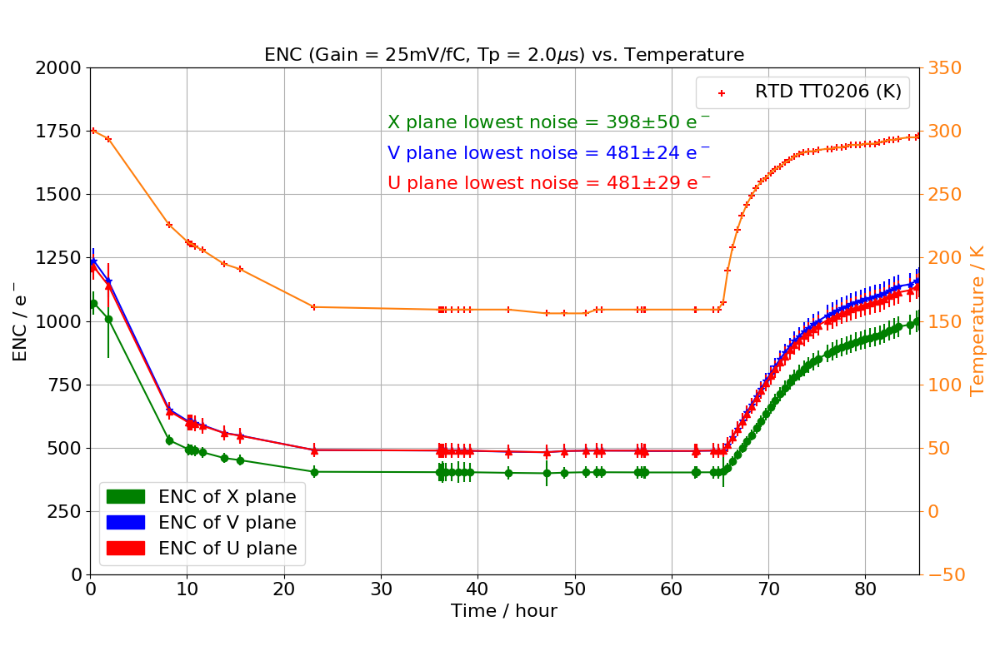 ENC (Gain = 25mV/fC, Tp = 2.0μs) vs. Temperature
RTD TT0206 (K)
X plane lowest noise = 398±50 e⁻
V plane lowest noise = 481±24 e⁻
U plane lowest noise = 481±29 e⁻
2000
1750
1500
1250
1000
750
500
250
0
ENC / e⁻
350
300
250
200
150
100
50
0
−50
Temperature / K
ENC of X plane
ENC of V plane
ENC of U plane
0 10 20 30 40 50 60 70 80
Time / hour